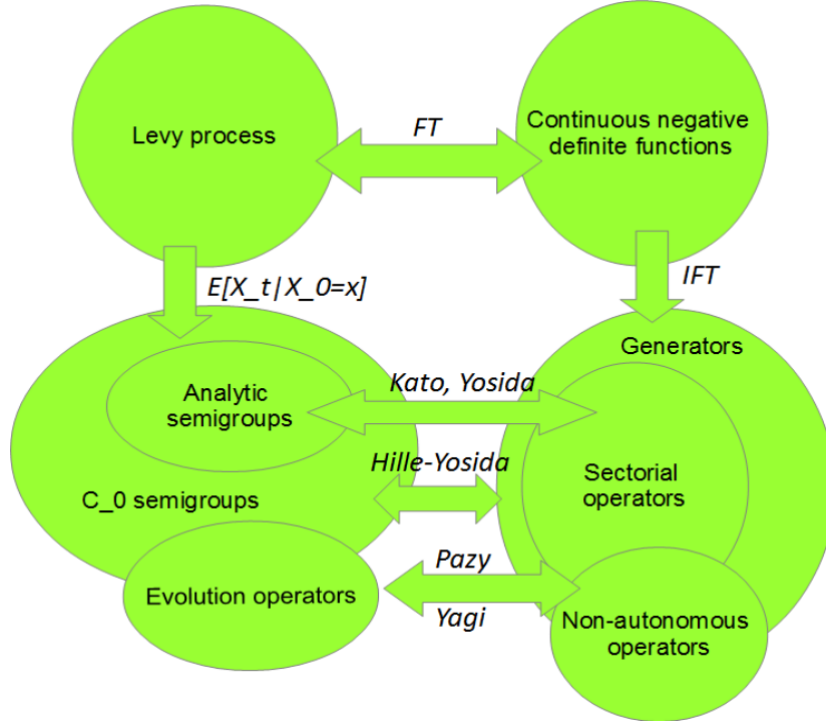 Levy process
FT
Continuous negative
definite functions
E[X_t|X_0=x]
IFT
Generators
Analytic
semigroups
Kato, Yosida
Hille-Yosida
Sectorial
operators
C_0 semigroups
Evolution operators
Pazy
Yagi
Non-autonomous
operators